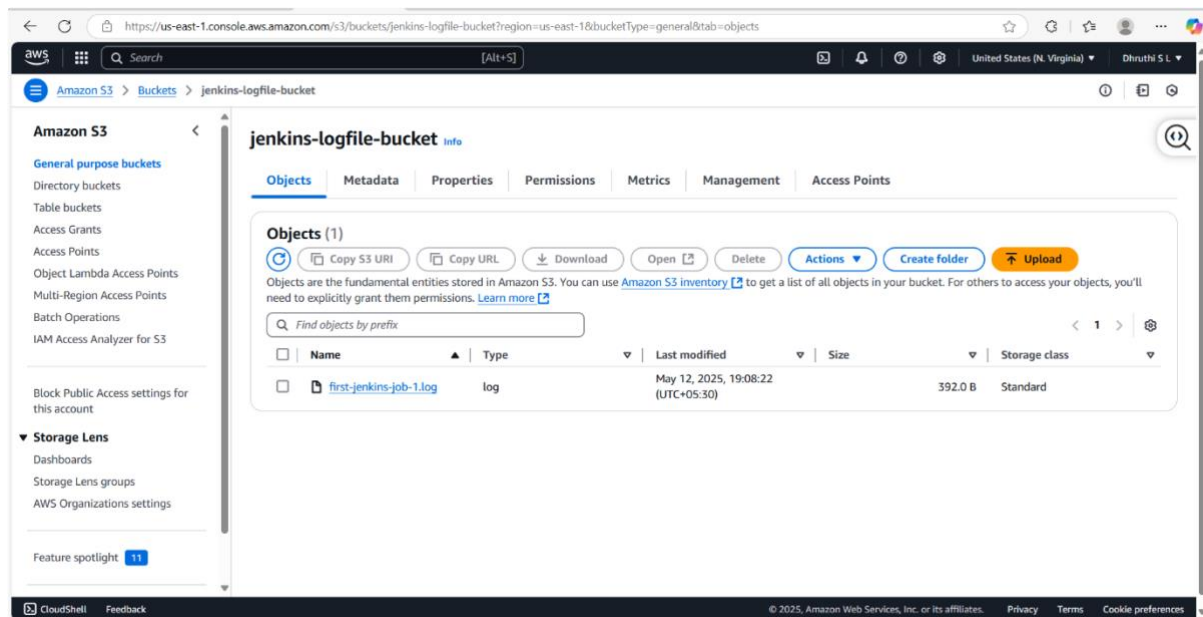 https://us-east-1.console.aws.amazon.com/s3/buckets/jenkins-logfile-bucket?region=us-east-1&bucketType=general&tab=objects
aws Search [Alt+S] United States (N. Virginia) Dhruthi S L
Amazon S3 > Buckets > jenkins-logfile-bucket
Amazon S3
General purpose buckets
Directory buckets
Table buckets
Access Grants
Access Points
Object Lambda Access Points
Multi-Region Access Points
Batch Operations
IAM Access Analyzer for S3
Block Public Access settings for
this account
Storage Lens
Dashboards
Storage Lens groups
AWS Organizations settings
Feature spotlight 11
jenkins-logfile-bucket Info
Objects Metadata Properties Permissions Metrics Management Access Points
Objects (1)
Copy S3 URI Copy URL Download Open Delete Actions Create folder Upload
Objects are the fundamental entities stored in Amazon S3. You can use Amazon S3 inventory to get a list of all objects in your bucket. For others to access your objects, you'll
need to explicitly grant them permissions. Learn more
Find objects by prefix < 1 >
Name Type Last modified Size Storage class
first-jenkins-job-1.log log May 12, 2025, 19:08:22 392.0 B Standard
(UTC+05:30)
CloudShell Feedback © 2025, Amazon Web Services, Inc. or its affiliates. Privacy Terms Cookie preferences